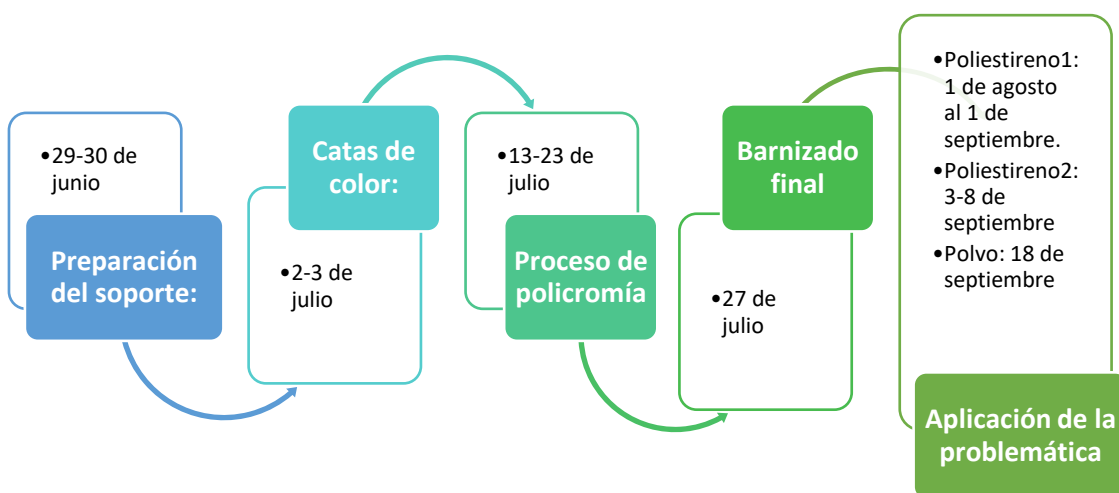 •29-30 de
junio
Preparación
del soporte:
Catas de
color:
•2-3 de
julio
•13-23 de
julio
Proceso de
policromía
Barnizado
final
•27 de
julio
•Poliestireno1:
1 de agosto
al 1 de
septiembre.
•Poliestireno2:
3-8 de
septiembre
•Polvo: 18 de
septiembre
Aplicación de la
problemática